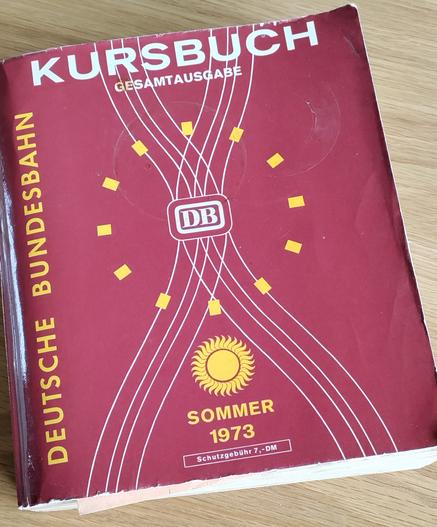 KURSBUCH
GESAMTAUSGABE
DEUTSCHE BUNDESBAHN
DB
SOMMER
1973
Schutzgebühr 7,-DM